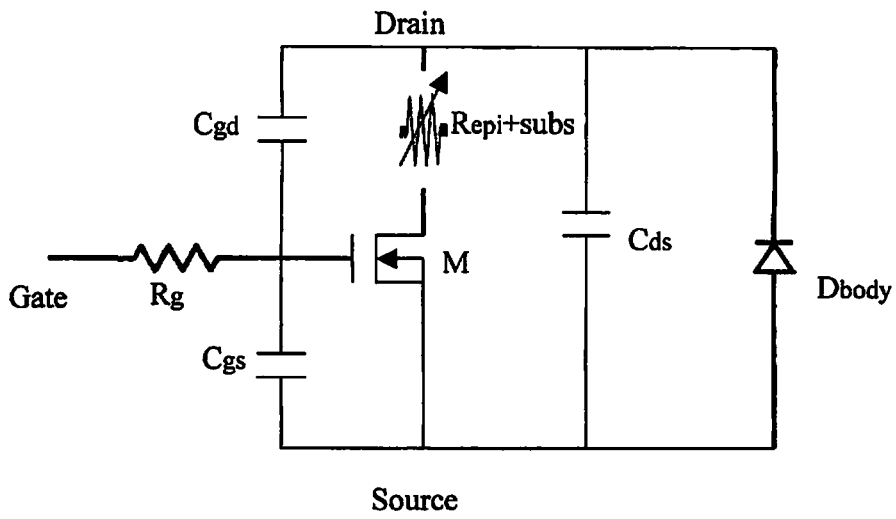 Drain
Cgd
Repi+subs
Cds
M
Gate
Rg
Dbody
Cgs
Source